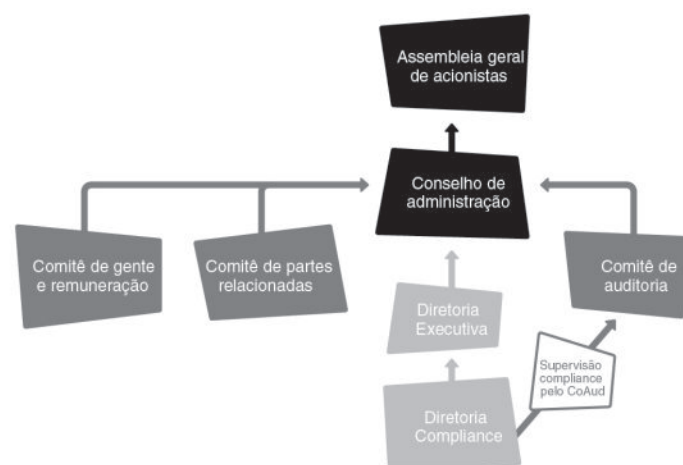 Assembleia geral
de acionistas
Conselho de
administração
Comitê de gente
e remuneração
Comitê de partes
relacionadas
Comitê de
auditoria
Diretoria
Executiva
Supervisão
compliance
pelo CoAud
Diretoria
Compliance